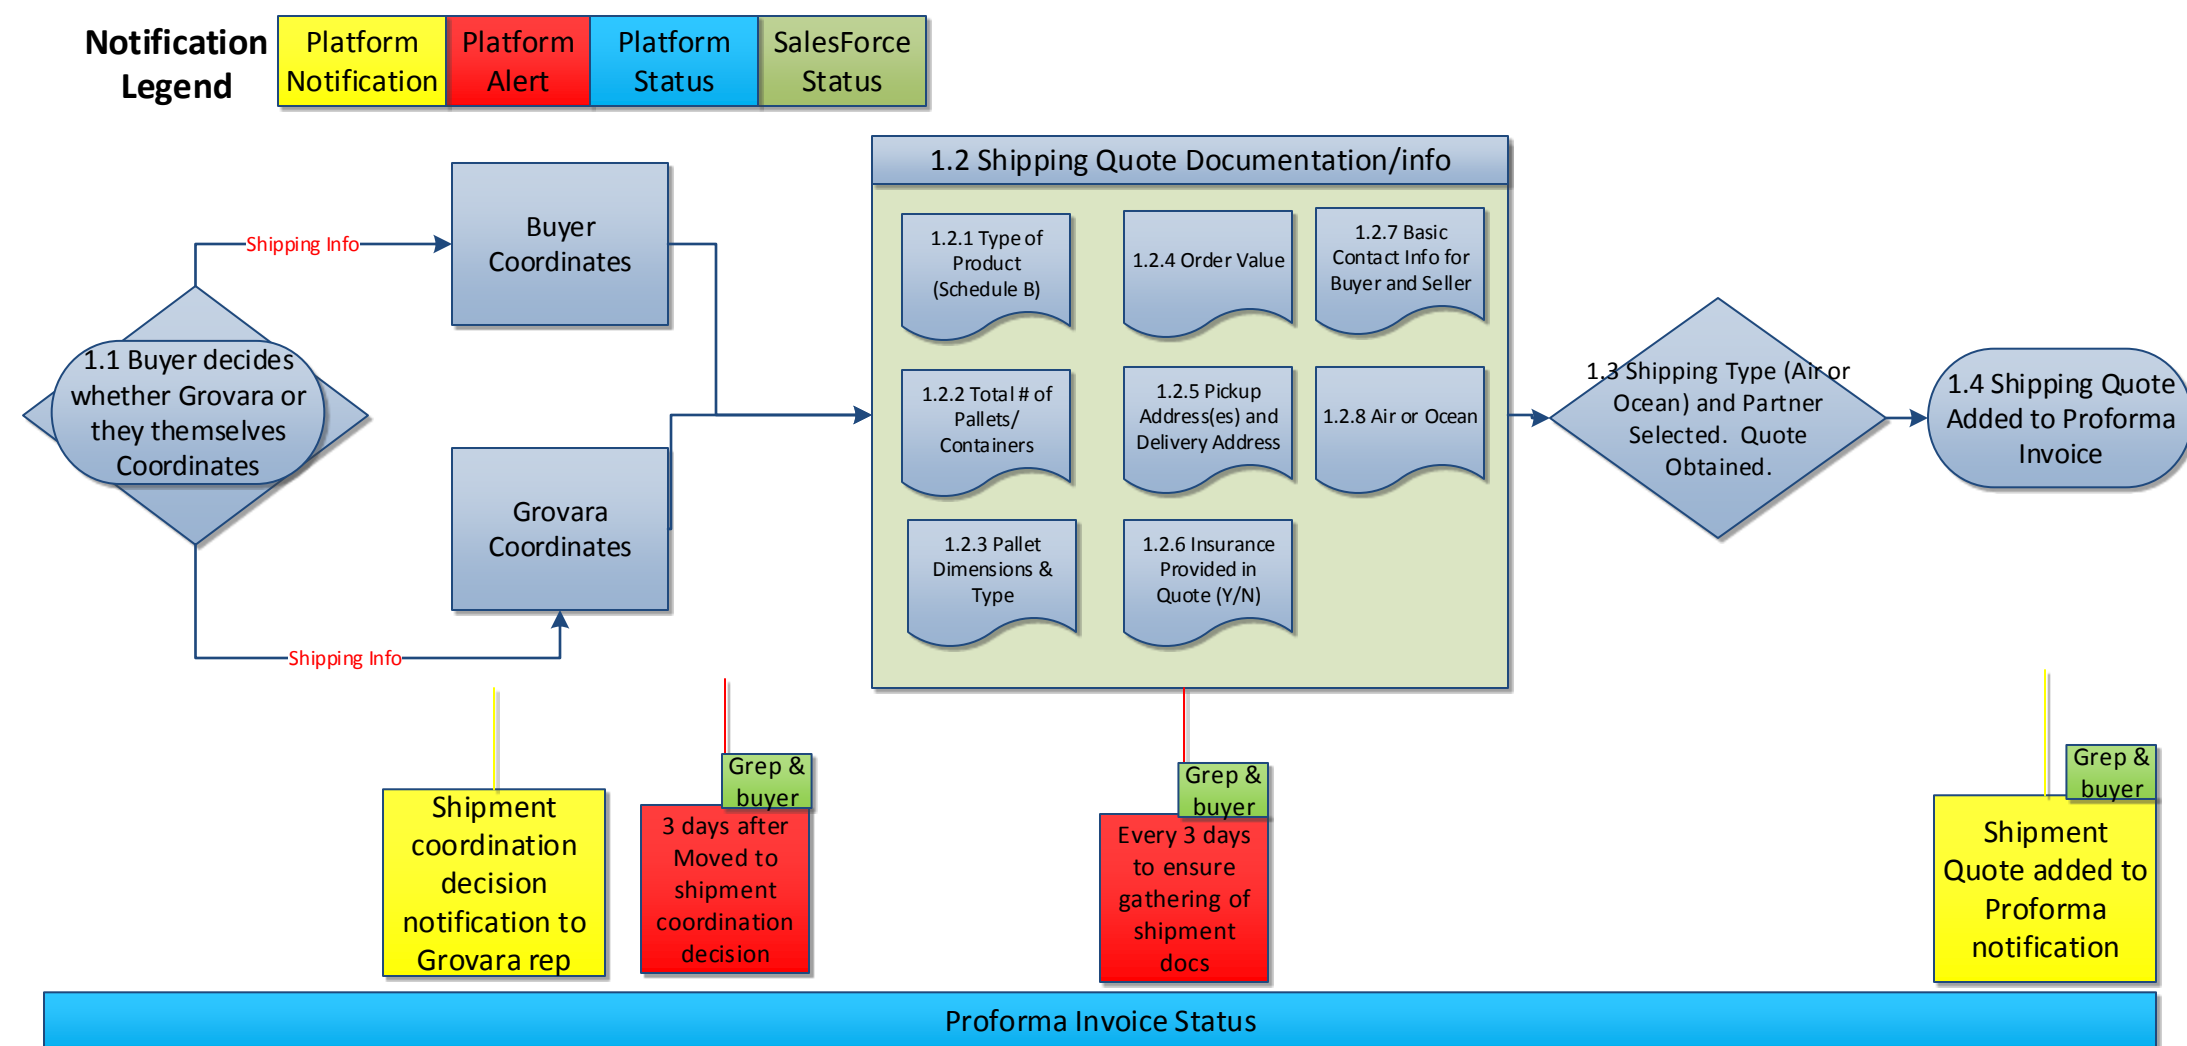 Notification
Legend
Platform
Notification
Platform
Alert
Platform
Status
SalesForce
Status
1.1 Buyer decides
whether Grovara or
they themselves
Coordinates
Shipping Info
Shipping Info
Buyer
Coordinates
Grovara
Coordinates
1.2 Shipping Quote Documentation/info
1.2.1 Type of
Product
(Schedule B)
1.2.2 Total # of
Pallets/
Containers
1.2.3 Pallet
Dimensions &
Type
1.2.4 Order Value
1.2.5 Pickup
Address(es) and
Delivery Address
1.2.6 Insurance
Provided in
Quote (Y/N)
1.2.7 Basic
Contact Info for
Buyer and Seller
1.2.8 Air or Ocean
1.3 Shipping Type (Air or
Ocean) and Partner
Selected.  Quote
Obtained.
1.4 Shipping Quote
Added to Proforma
Invoice
Shipment
coordination
decision
notification to
Grovara rep
Grep &
buyer
3 days after
Moved to
shipment
coordination
decision
Grep &
buyer
Every 3 days
to ensure
gathering of
shipment
docs
Grep &
buyer
Shipment
Quote added to
Proforma
notification
Proforma Invoice Status